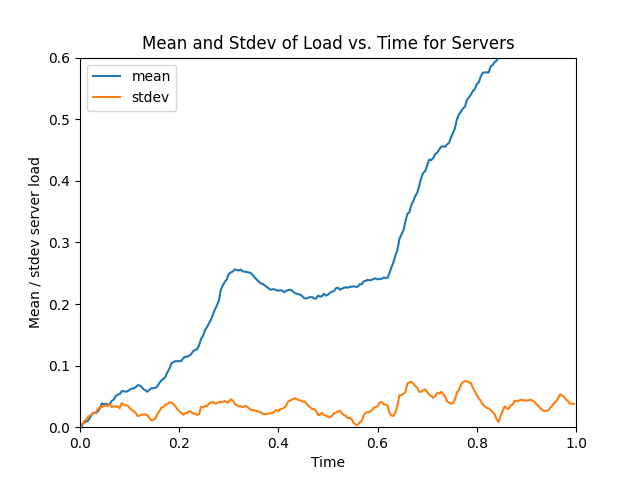 Mean and Stdev of Load vs. Time for Servers
mean
stdev
Mean / stdev server load
0.6
0.5
0.4
0.3
0.2
0.1
0.0
0.0 0.2 0.4 0.6 0.8 1.0
Time